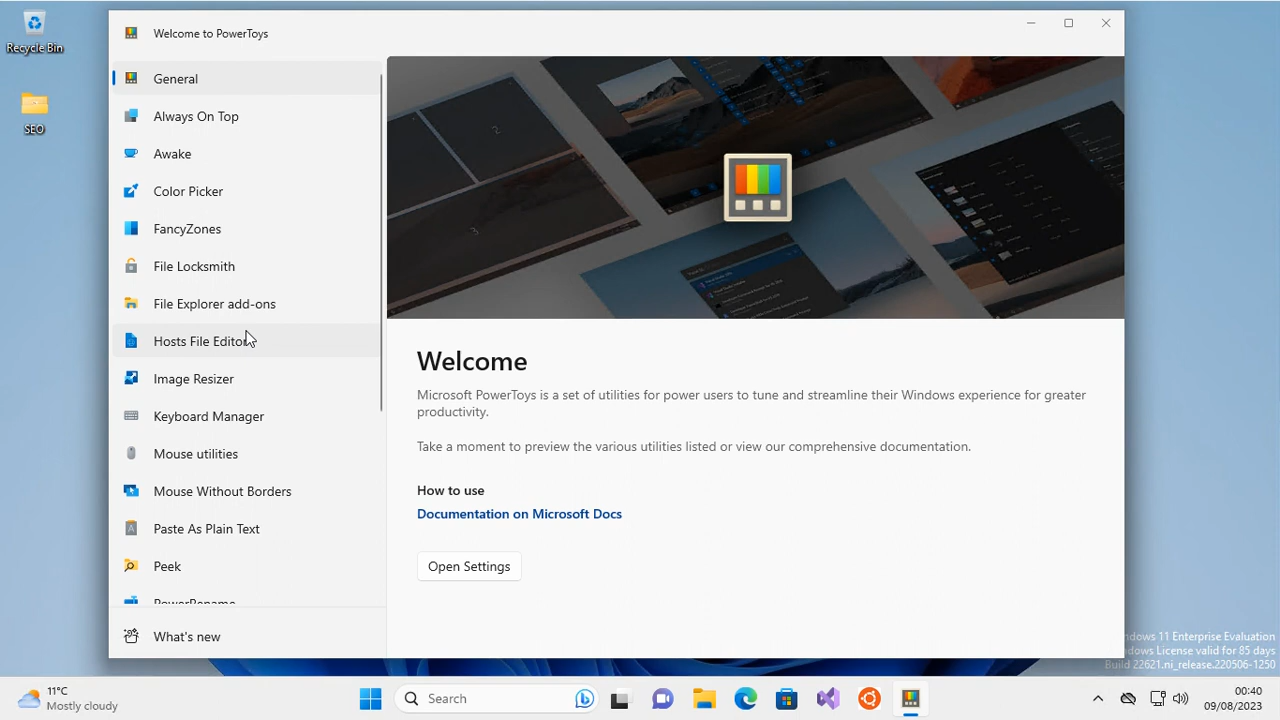 Recycle Bin
SEO
Welcome to PowerToys
General
Always On Top
Awake
Color Picker
FancyZones
File Locksmith
File Explorer add-ons
Hosts File Editor
Image Resizer
Keyboard Manager
Mouse utilities
Mouse Without Borders
Paste As Plain Text
Peek
PowerRename
What's new
2
3
Welcome
Microsoft PowerToys is a set of utilities for power users to tune and streamline their Windows experience for greater
productivity.
Take a moment to preview the various utilities listed or view our comprehensive documentation.
How to use
Documentation on Microsoft Docs
Open Settings
ndows 11 Enterprise Evaluation
ndows License valid for 85 days
Build 22621.ni_release.220506-1250
11°C
Mostly cloudy
Search
00:40
09/08/2023